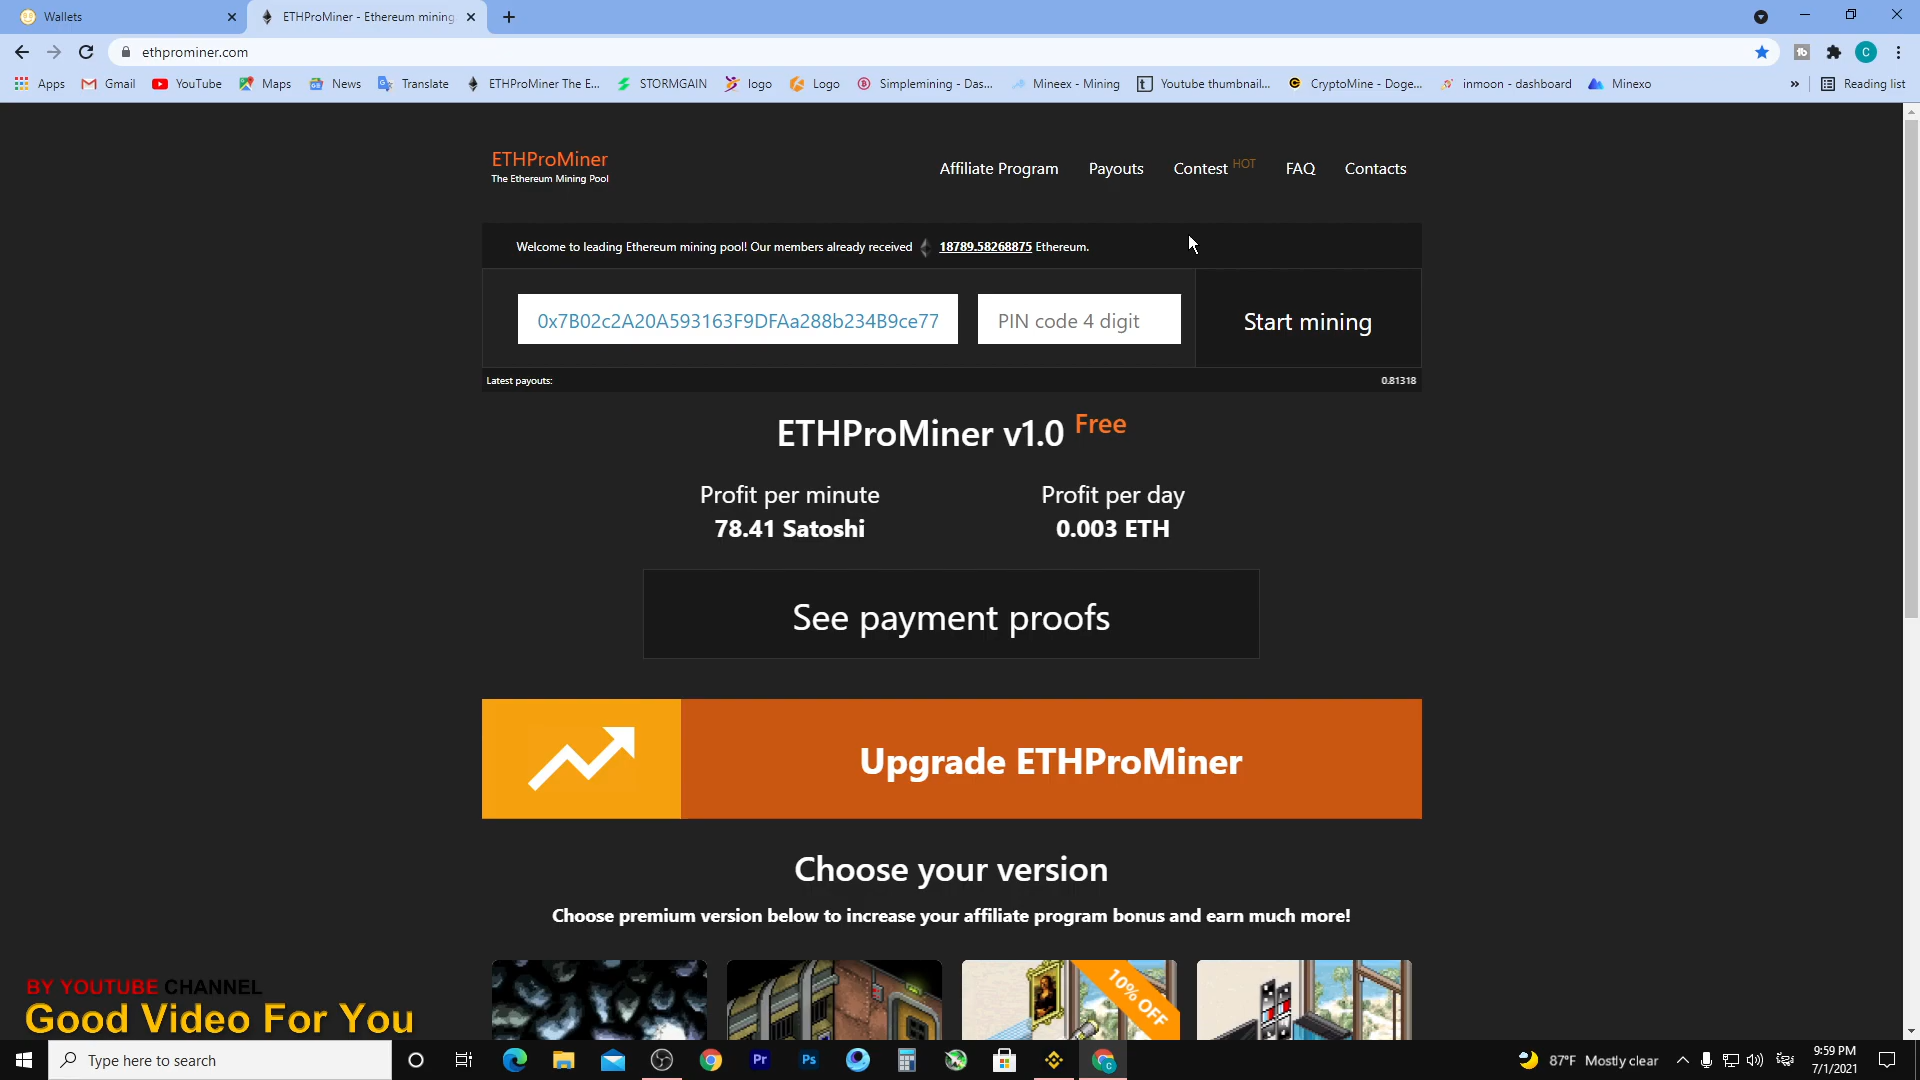 Wallets
ETHProMiner - Ethereum mining
ethprominer.com
Apps
Gmail
YouTube
Maps
News
Translate
ETHProMiner The E...
STORMGAIN
logo
Logo
Simplemining - Das...
Mineex - Mining
Youtube thumbnail...
CryptoMine - Doge...
inmoon - dashboard
Minexo
»
Reading list
ETHProMiner
The Ethereum Mining Pool
Affiliate Program
Payouts
Contest HOT
FAQ
Contacts
Welcome to leading Ethereum mining pool! Our members already received 18789.58268875 Ethereum.
0x7B02c2A20A593163F9DFAa288b234B9ce77
PIN code 4 digit
Start mining
Latest payouts:
0.81318
ETHProMiner v1.0 Free
Profit per minute
78.41 Satoshi
Profit per day
0.003 ETH
See payment proofs
Upgrade ETHProMiner
Choose your version
Choose premium version below to increase your affiliate program bonus and earn much more!
10% OFF
BY YOUTUBE CHANNEL
Good Video For You
Type here to search
Pr
Ps
87°F Mostly clear
9:59 PM
7/1/2021